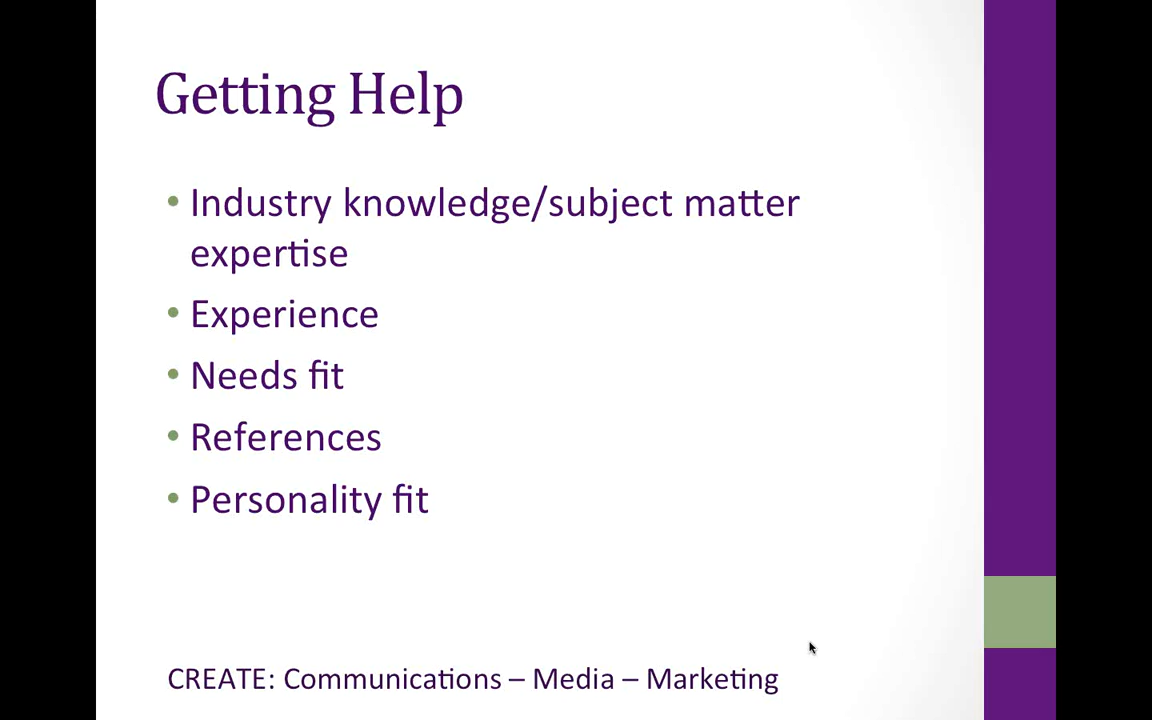 Getting Help
• Industry knowledge/subject matter
expertise
• Experience
• Needs fit
• References
• Personality fit
CREATE: Communications – Media – Marketing